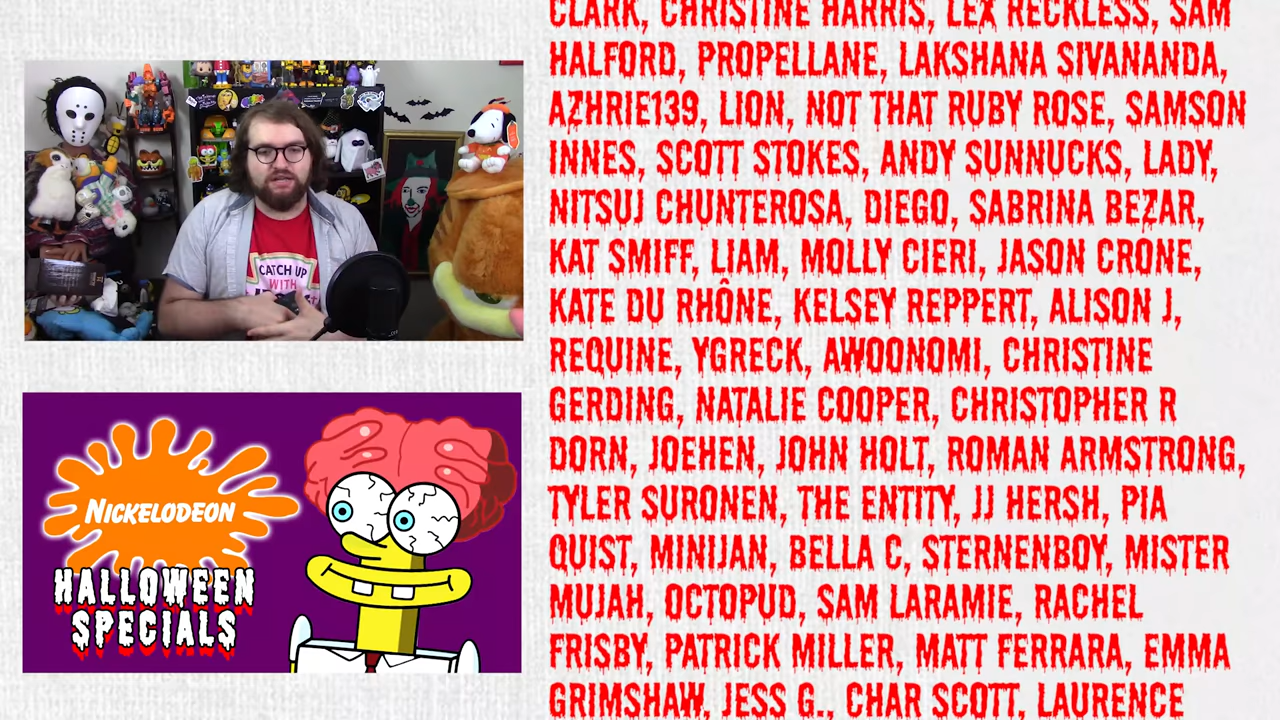 CLARK, CHRISTINE HARRIS, LEX RECKLESS, SAM
HALFORD, PROPELLANE, LAKSHANA SIVANANDA,
AZHRIE139, LION, NOT THAT RUBY ROSE, SAMSON
INNES, SCOTT STOKES, ANDY SUNNUCKS, LADY,
NITSUJ CHUNTEROSA, DIEGO, SABRINA BEZAR,
KAT SMIFF, LIAM, MOLLY CIERI, JASON CRONE,
KATE DU RHÔNE, KELSEY REPPERT, ALISON J,
REQUINE, YGRECK, AWOONOMI, CHRISTINE
GERDING, NATALIE COOPER, CHRISTOPHER R
DORN, JOEHEN, JOHN HOLT, ROMAN ARMSTRONG,
TYLER SURONEN, THE ENTITY, JJ HERSH, PIA
QUIST, MINIJAN, BELLA C, STERNENBOY, MISTER
MUJAH, OCTOPUD, SAM LARAMIE, RACHEL
FRISBY, PATRICK MILLER, MATT FERRARA, EMMA
GRIMSHAW, JESS G., CHAR SCOTT, LAURENCE
CATCH UP
WITH
NICKELODEON
HALLOWEEN
SPECIALS